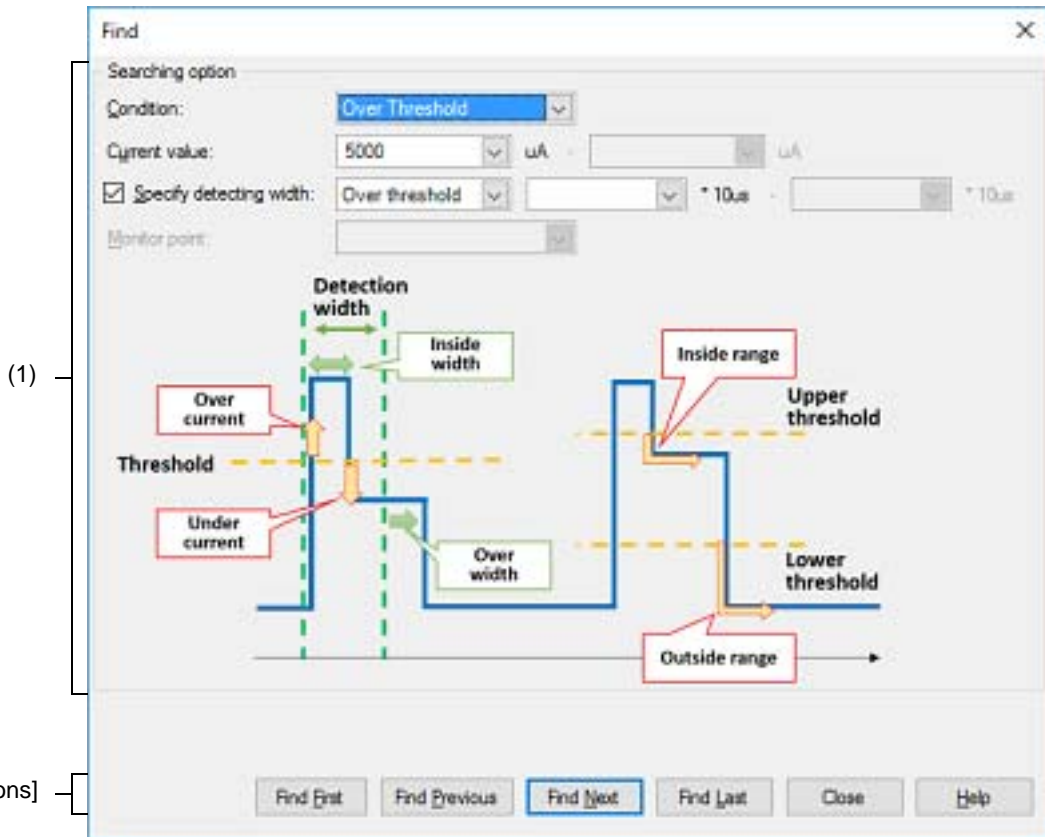 Find
Searching option
Condition: Over Threshold
Current value: 5000 uA - uA
Specify detecting width: Over threshold * 10us - * 10us
Monitor point:
Detection
width
Inside
width
Inside range
Over
current
Upper
threshold
Threshold
Under
current
Over
width
Lower
threshold
Outside range
(1)
ons]
Find First Find Previous Find Next Find Last Close Help